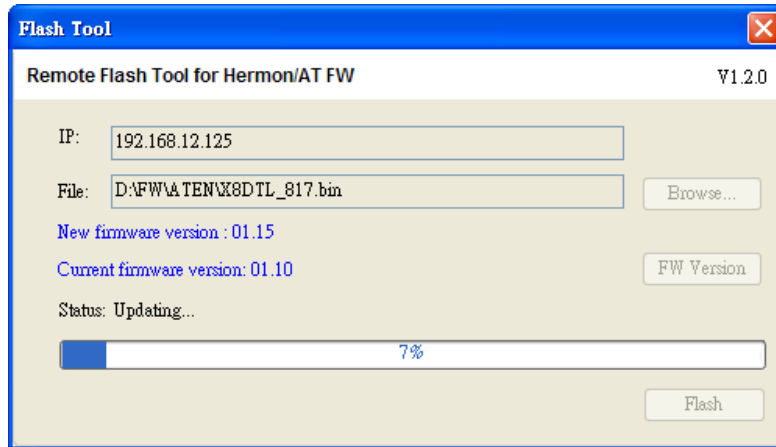 Flash Tool
Remote Flash Tool for Hermon/AT FW V1.2.0
IP: 192.168.12.125
File: D:\FW\ATEN\X8DTL_817.bin Browse...
New firmware version : 01.15
Current firmware version: 01.10 FW Version
Status: Updating...
7%
Flash